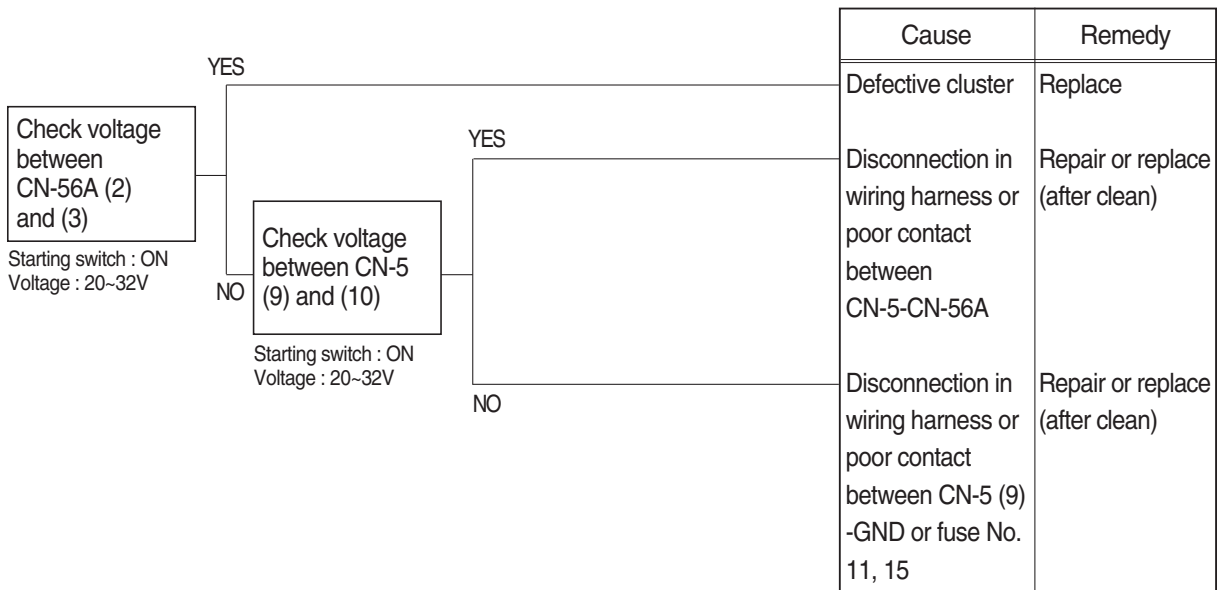 Cause
Remedy
YES
Defective cluster
Replace
Check voltage
between
CN-56A (2)
and (3)
Starting switch : ON
Voltage : 20~32V
YES
Disconnection in
wiring harness or
poor contact
between
CN-5-CN-56A
Repair or replace
(after clean)
NO
Check voltage
between CN-5
(9) and (10)
Starting switch : ON
Voltage : 20~32V
NO
Disconnection in
wiring harness or
poor contact
between CN-5 (9)
-GND or fuse No.
11, 15
Repair or replace
(after clean)